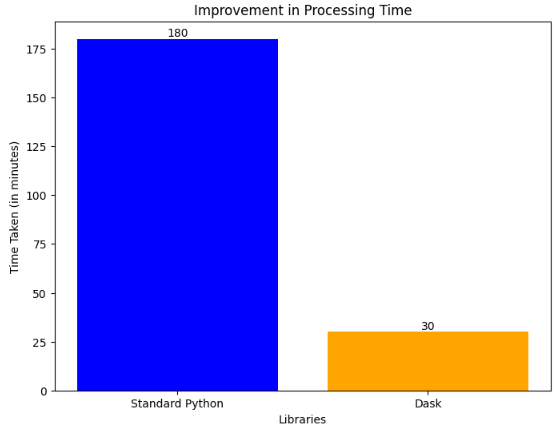 Improvement in Processing Time
180
175
150
125
100
75
50
25
0
30
Time Taken (in minutes)
Standard Python
Dask
Libraries